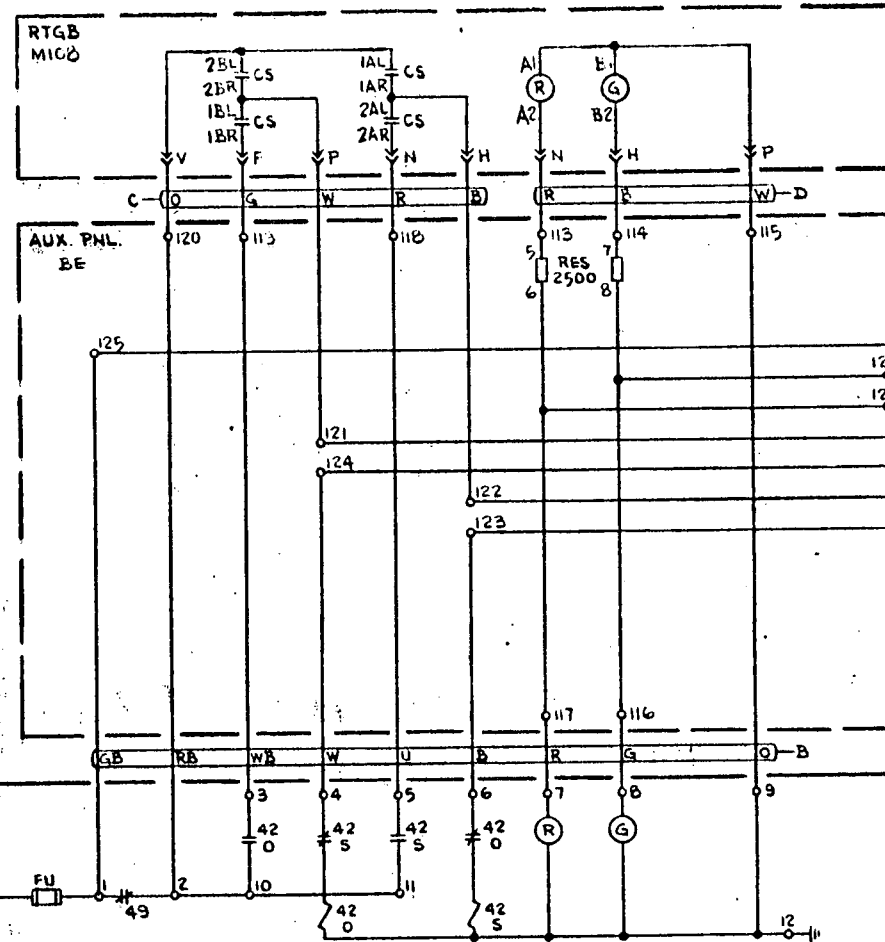 RTGB
2BL
2BR
CS
1BL
1BR
CS
1AL
1AR
CS
2AL
2AR
CS
A1
R
A2
G
B2
V
F
P
N
H
N
H
P
C
O
G
W
R
B
R
B
W
D
AUX. PNL.
BE
120
113
118
113
114
115
5
6
RES
2500
7
8
125
12
12
121
124
122
123
117
116
GB
RB
WB
W
U
B
R
G
O
B
3
4
5
6
7
8
9
42
O
42
S
42
S
42
O
R
G
FU
1
49
2
10
11
42
O
42
S
12